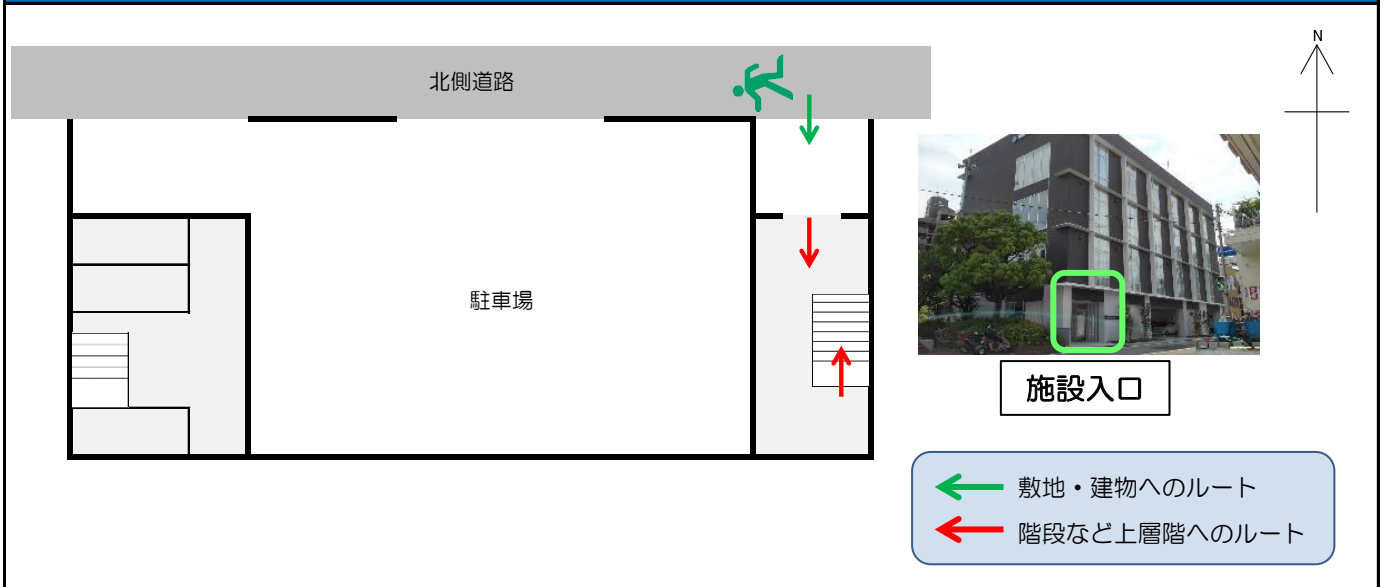 北側道路
N
駐車場
施設入口
敷地・建物へのルート
階段など上層階へのルート